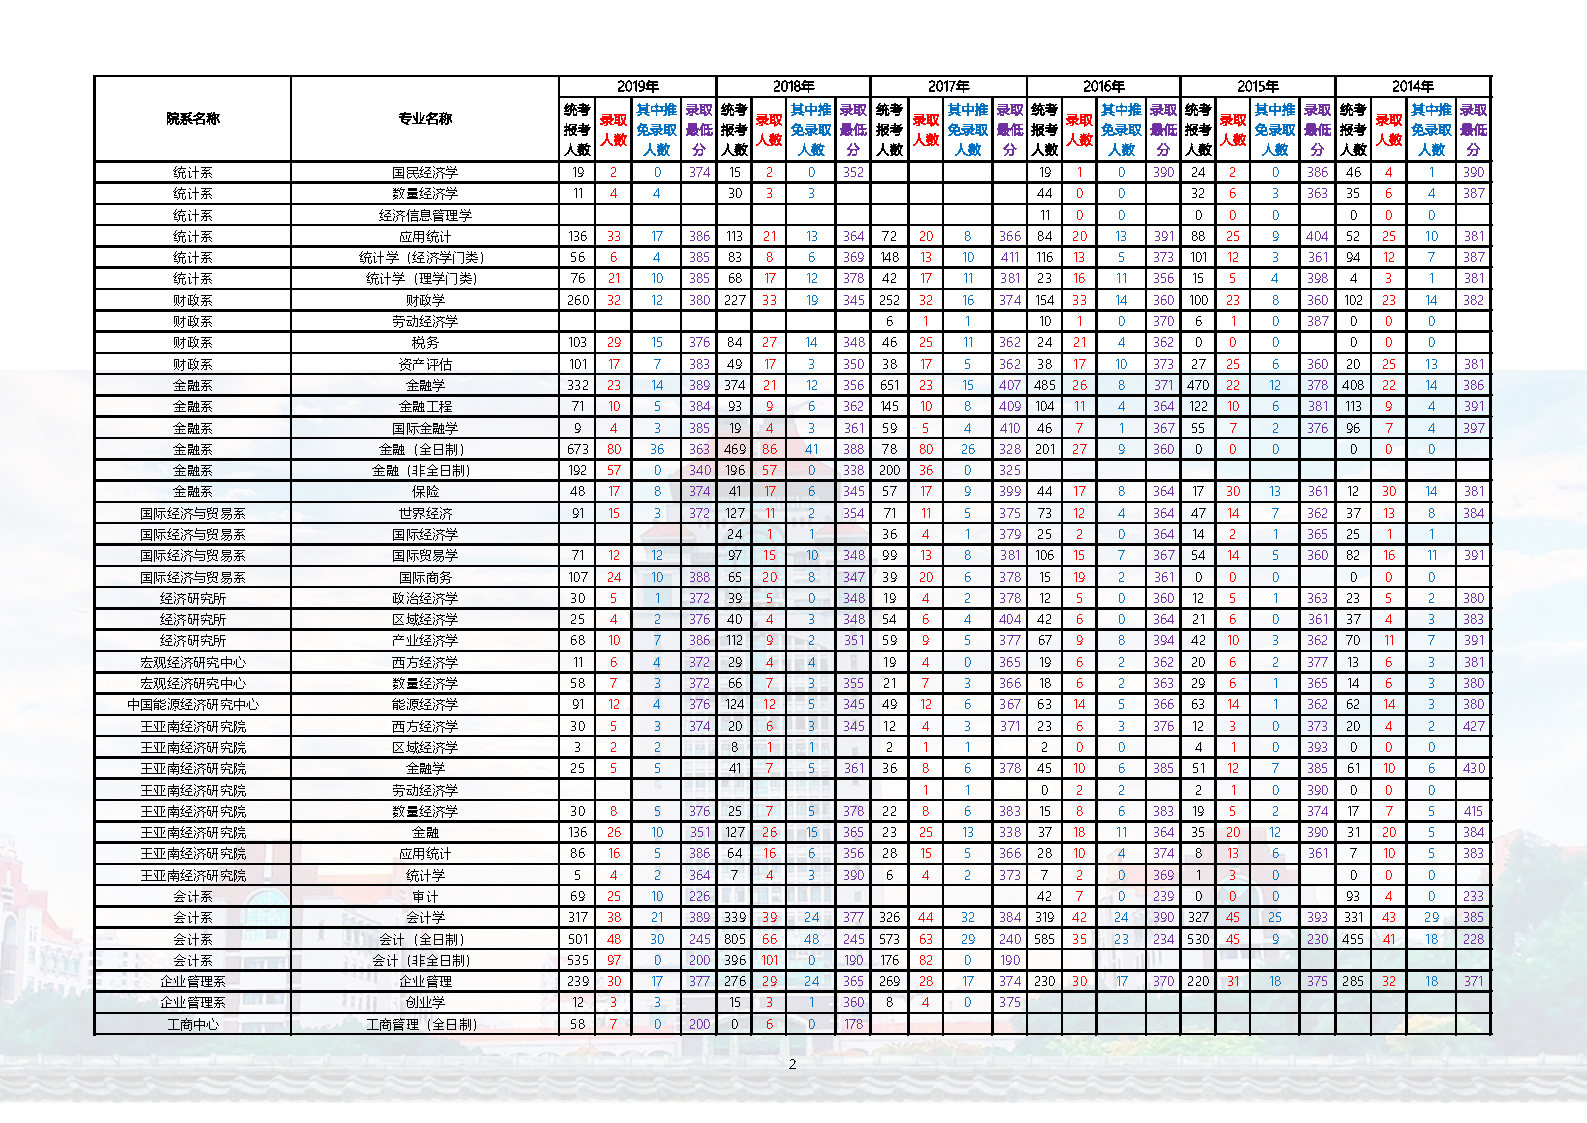 院系名称 专业名称 2019年 2018年 2017年 2016年 2015年 2014年
统考报考人数 录取人数 其中推免录取人数 录取最低分 统考报考人数 录取人数 其中推免录取人数 录取最低分 统考报考人数 录取人数 其中推免录取人数 录取最低分 统考报考人数 录取人数 其中推免录取人数 录取最低分 统考报考人数 录取人数 其中推免录取人数 录取最低分 统考报考人数 录取人数 其中推免录取人数 录取最低分
统计系 国民经济学 19 2 0 374 15 2 0 352 19 1 0 390 24 2 0 386 46 4 1 390
统计系 数量经济学 11 4 4 30 3 3 44 0 0 32 6 3 363 35 6 4 387
统计系 经济信息管理学 11 0 0 0 0 0 0 0 0
统计系 应用统计 136 33 17 386 113 21 13 364 72 20 8 366 84 20 13 391 88 25 9 404 52 25 10 381
统计系 统计学（经济学门类） 56 6 4 385 83 8 6 369 148 13 10 411 116 13 5 373 101 12 3 361 94 12 7 387
统计系 统计学（理学门类） 76 21 10 385 68 17 12 378 42 17 11 381 23 16 11 356 15 5 4 398 4 3 1 381
财政系 财政学 260 32 12 380 227 33 19 345 252 32 16 374 154 33 14 360 100 23 8 360 102 23 14 382
财政系 劳动经济学 6 1 1 10 1 0 370 6 1 0 387 0 0 0
财政系 税务 103 29 15 376 84 27 14 348 46 25 11 362 24 21 4 362 0 0 0 0 0 0
财政系 资产评估 101 17 7 383 49 17 3 350 38 17 5 362 38 17 10 373 27 25 6 360 20 25 13 381
金融系 金融学 332 23 14 389 374 21 12 356 651 23 15 407 485 26 8 371 470 22 12 378 408 22 14 386
金融系 金融工程 71 10 5 384 93 9 6 362 145 10 8 409 104 11 4 364 122 10 6 381 113 9 4 391
金融系 国际金融学 9 4 3 385 19 4 3 361 59 5 4 410 46 7 1 367 55 7 2 376 96 7 4 397
金融系 金融（全日制） 673 80 36 363 469 86 41 388 78 80 26 328 201 27 9 360 0 0 0 0 0 0
金融系 金融（非全日制） 192 57 0 340 196 57 0 338 200 36 0 325
金融系 保险 48 17 8 374 41 17 6 345 57 17 9 399 44 17 8 364 17 30 13 361 12 30 14 381
国际经济与贸易系 世界经济 91 15 3 372 127 11 2 354 71 11 5 375 73 12 4 364 47 14 7 362 37 13 8 384
国际经济与贸易系 国际经济学 24 1 1 36 4 1 379 25 2 0 364 14 2 1 365 25 1 1
国际经济与贸易系 国际贸易学 71 12 12 97 15 10 348 99 13 8 381 106 15 7 367 54 14 5 360 82 16 11 391
国际经济与贸易系 国际商务 107 24 10 388 65 20 8 347 39 20 6 378 15 19 2 361 0 0 0 0 0 0
经济研究所 政治经济学 30 5 1 372 39 5 0 348 19 4 2 378 12 5 0 360 12 5 1 363 23 5 2 380
经济研究所 区域经济学 25 4 2 376 40 4 3 348 54 6 4 404 42 6 0 364 21 6 0 361 37 4 3 383
经济研究所 产业经济学 68 10 7 386 112 9 2 351 59 9 5 377 67 9 8 394 42 10 3 362 70 11 7 391
宏观经济研究中心 西方经济学 11 6 4 372 29 4 4 19 4 0 365 19 6 2 362 20 6 2 377 13 6 3 381
宏观经济研究中心 数量经济学 58 7 3 372 66 7 3 355 21 7 3 366 18 6 2 363 29 6 1 365 14 6 3 380
中国能源经济研究中心 能源经济学 91 12 4 376 124 12 5 345 49 12 6 367 63 14 5 366 63 14 1 362 62 14 3 380
王亚南经济研究院 西方经济学 30 5 3 374 20 6 3 345 12 4 3 371 23 6 3 376 12 3 0 373 20 4 2 427
王亚南经济研究院 区域经济学 3 2 2 8 1 1 2 1 1 2 0 0 4 1 0 393 0 0 0
王亚南经济研究院 金融学 25 5 5 41 7 5 361 36 8 6 378 45 10 6 385 51 12 7 385 61 10 6 430
王亚南经济研究院 劳动经济学 1 1 0 2 2 2 1 0 390 0 0 0
王亚南经济研究院 数量经济学 30 8 5 376 25 7 5 378 22 8 6 383 15 8 6 383 19 5 2 374 17 7 5 415
王亚南经济研究院 金融 136 26 10 351 127 26 15 365 23 25 13 338 37 18 11 364 35 20 12 390 31 20 5 384
王亚南经济研究院 应用统计 86 16 5 386 64 16 6 356 28 15 5 366 28 10 4 374 8 13 6 361 7 10 5 383
王亚南经济研究院 统计学 5 4 2 364 7 4 3 390 6 4 2 373 7 2 0 369 1 3 0 0 0 0
会计系 审计 69 25 10 226 42 7 0 239 0 0 0 93 4 0 233
会计系 会计学 317 38 21 389 339 39 24 377 326 44 32 384 319 42 24 390 327 45 25 393 331 43 29 385
会计系 会计（全日制） 501 48 30 245 805 66 48 245 573 63 29 240 585 35 23 234 530 45 9 230 455 41 18 228
会计系 会计（非全日制） 535 97 0 200 396 101 0 190 176 82 0 190
企业管理系 企业管理 239 30 17 377 276 29 24 365 269 28 17 374 230 30 17 370 220 31 18 375 285 32 18 371
企业管理系 创业学 12 3 3 15 3 1 360 8 4 0 375
工商中心 工商管理（全日制） 58 7 0 200 0 6 0 178
2